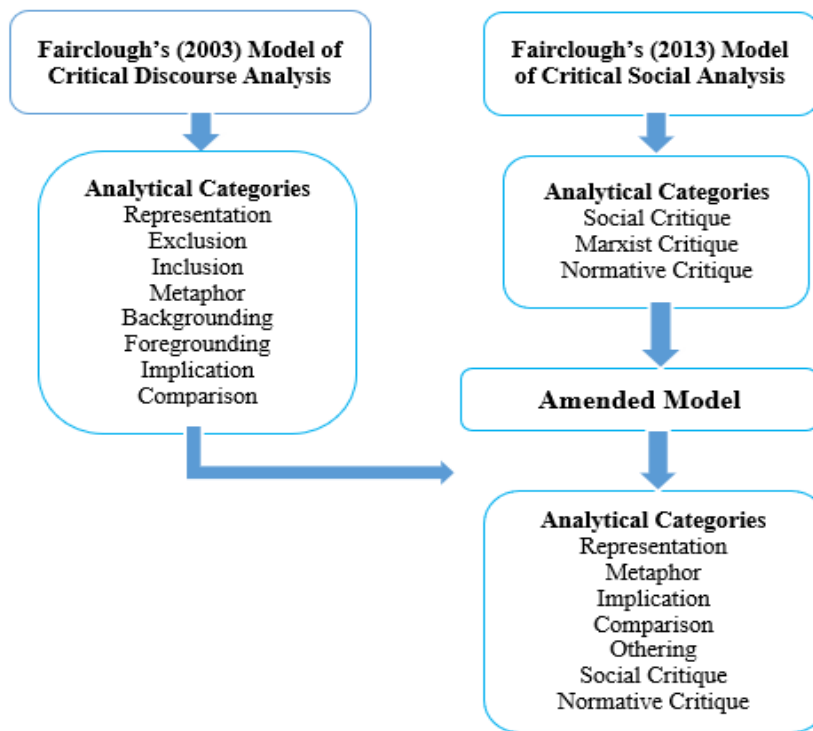 Fairclough's (2003) Model of
Critical Discourse Analysis
Analytical Categories
Representation
Exclusion
Inclusion
Metaphor
Backgrounding
Foregrounding
Implication
Comparison
Fairclough's (2013) Model
of Critical Social Analysis
Analytical Categories
Social Critique
Marxist Critique
Normative Critique
Amended Model
Analytical Categories
Representation
Metaphor
Implication
Comparison
Othering
Social Critique
Normative Critique